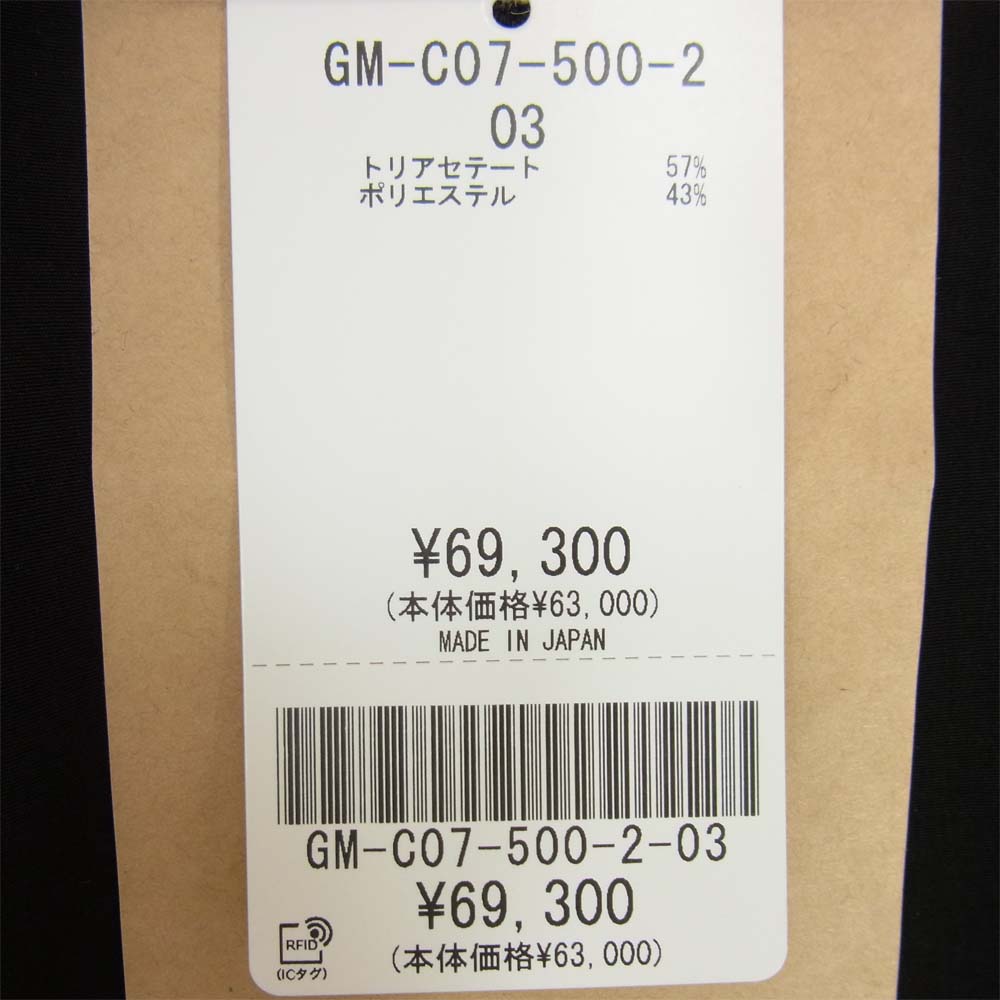 GM-C07-500-2
03
トリアセテート 57%
ポリエステル 43%
¥69,300
(本体価格¥63,000)
MADE IN JAPAN
GM-C07-500-2-03
¥69,300
(本体価格¥63,000)
RFID
(ICタグ)